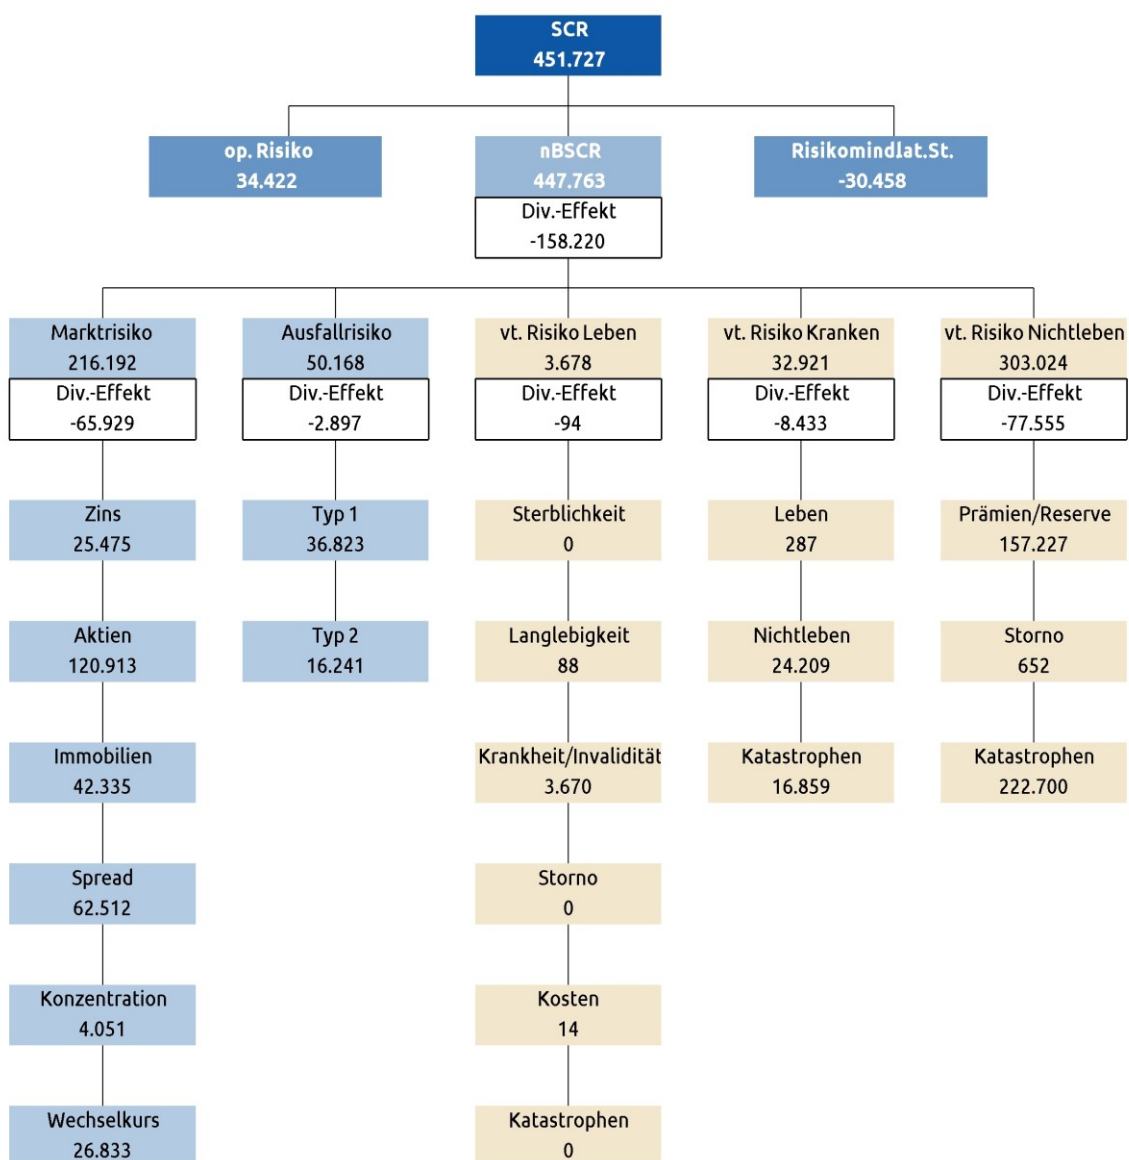 SCR
451.727
op. Risiko
34.422
nBSCR
447.763
Risikomind.lat.St.
-30.458
Div.-Effekt
-158.220
Marktrisiko
216.192
Div.-Effekt
-65.929
Ausfallrisiko
50.168
Div.-Effekt
-2.897
vt. Risiko Leben
3.678
Div.-Effekt
-94
vt. Risiko Kranken
32.921
Div.-Effekt
-8.433
vt. Risiko Nichtleben
303.024
Div.-Effekt
-77.555
Zins
25.475
Typ 1
36.823
Sterblichkeit
0
Leben
287
Prämien/Reserve
157.227
Aktien
120.913
Typ 2
16.241
Langlebigkeit
88
Nichtleben
24.209
Storno
652
Immobilien
42.335
Krankheit/Invalidität
3.670
Katastrophen
16.859
Katastrophen
222.700
Spread
62.512
Storno
0
Konzentration
4.051
Kosten
14
Wechselkurs
26.833
Katastrophen
0